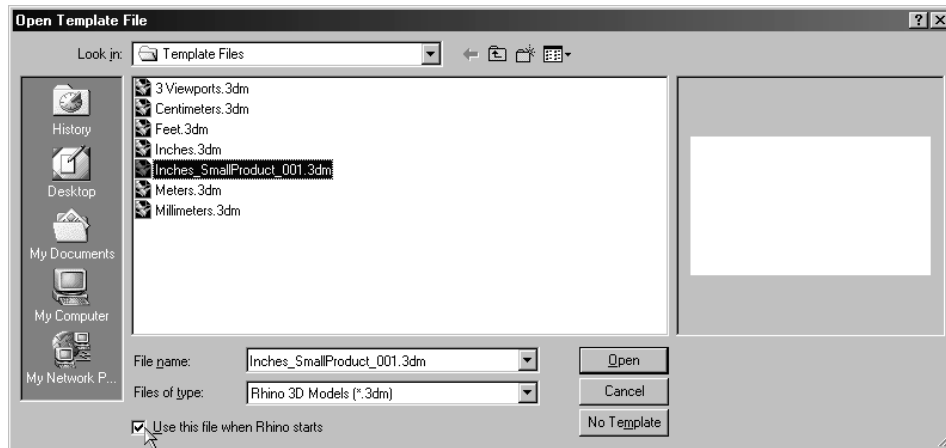 Open Template File
Look in: Template Files
History
Desktop
My Documents
My Computer
My Network P...
3 Viewports.3dm
Centimeters.3dm
Feet.3dm
Inches.3dm
Inches_SmallProduct_001.3dm
Meters.3dm
Millimeters.3dm
File name: Inches_SmallProduct_001.3dm Open
Files of type: Rhino 3D Models (*.3dm) Cancel
Use this file when Rhino starts No Template